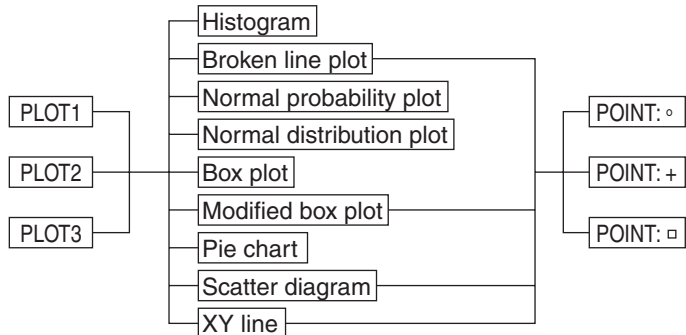 PLOT1
PLOT2
PLOT3
Histogram
Broken line plot
Normal probability plot
Normal distribution plot
Box plot
Modified box plot
Pie chart
Scatter diagram
XY line
POINT: ◦
POINT: +
POINT: ▫